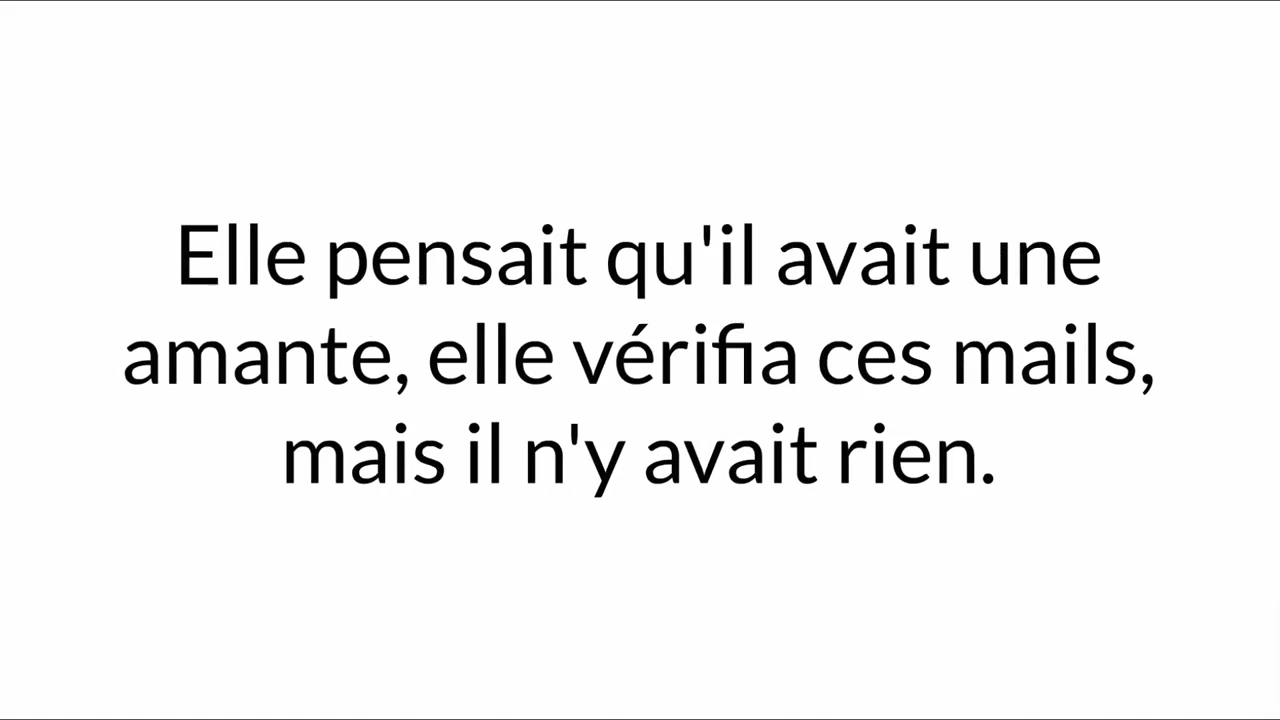 Elle pensait qu'il avait une
amante, elle vérifia ces mails,
mais il n'y avait rien.